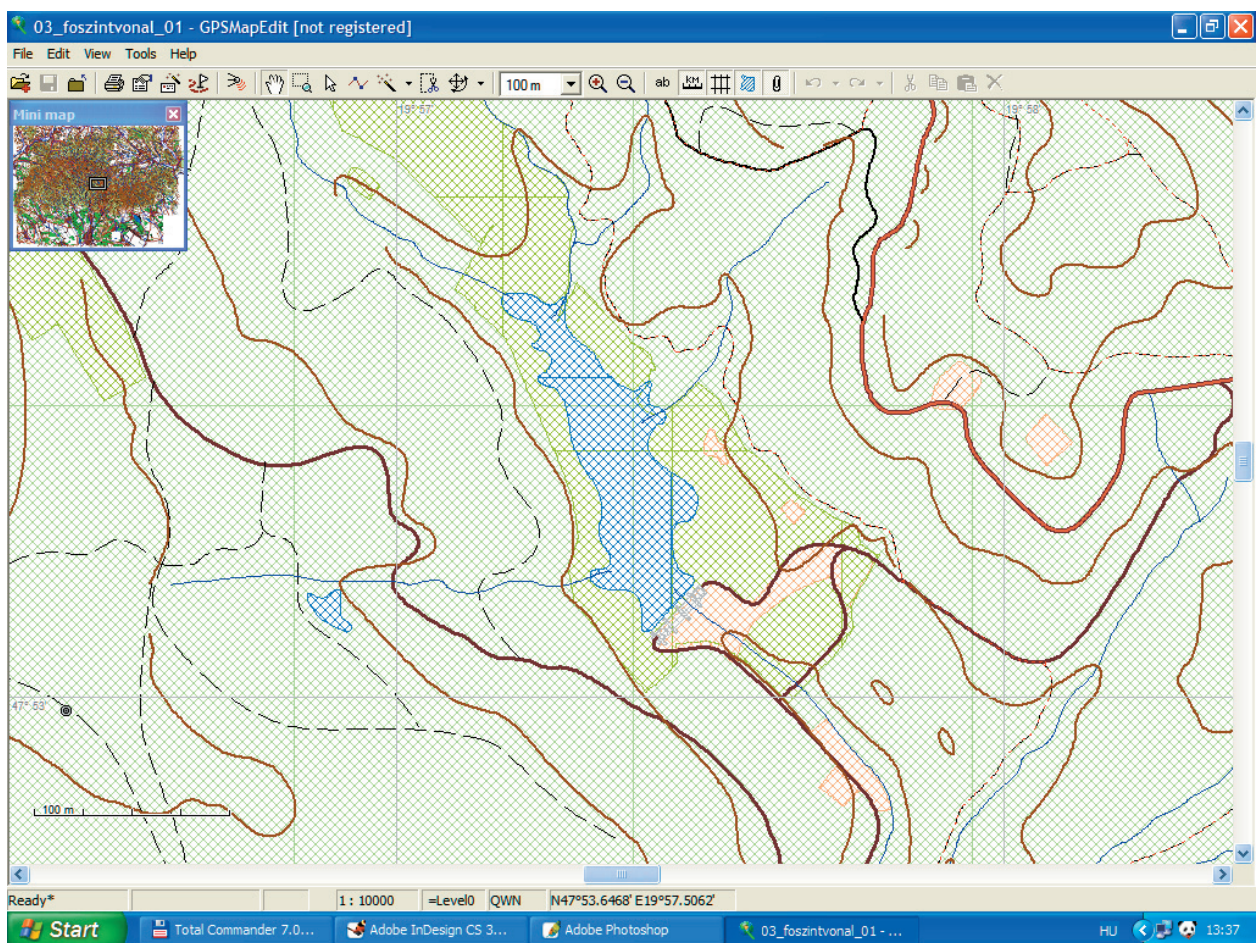 03_foszintvonal_01 - GPSMapEdit [not registered]
File Edit View Tools Help
100 m ab KM
Mini map
19° 57'
19° 58'
47° 53'
100 m
Ready* 1 : 10000 =Level0 QWN N47°53.6468' E19°57.5062'
Start Total Commander 7.0... Adobe InDesign CS 3... Adobe Photoshop 03_foszintvonal_01 - ... HU 13:37